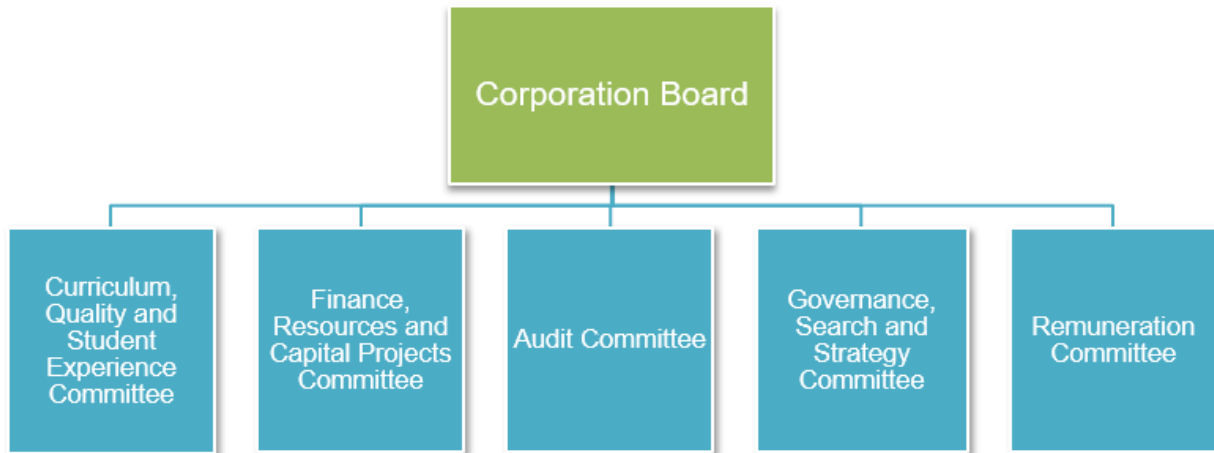 Corporation Board
Curriculum,
Quality and
Student
Experience
Committee
Finance,
Resources and
Capital Projects
Committee
Audit Committee
Governance,
Search and
Strategy
Committee
Remuneration
Committee